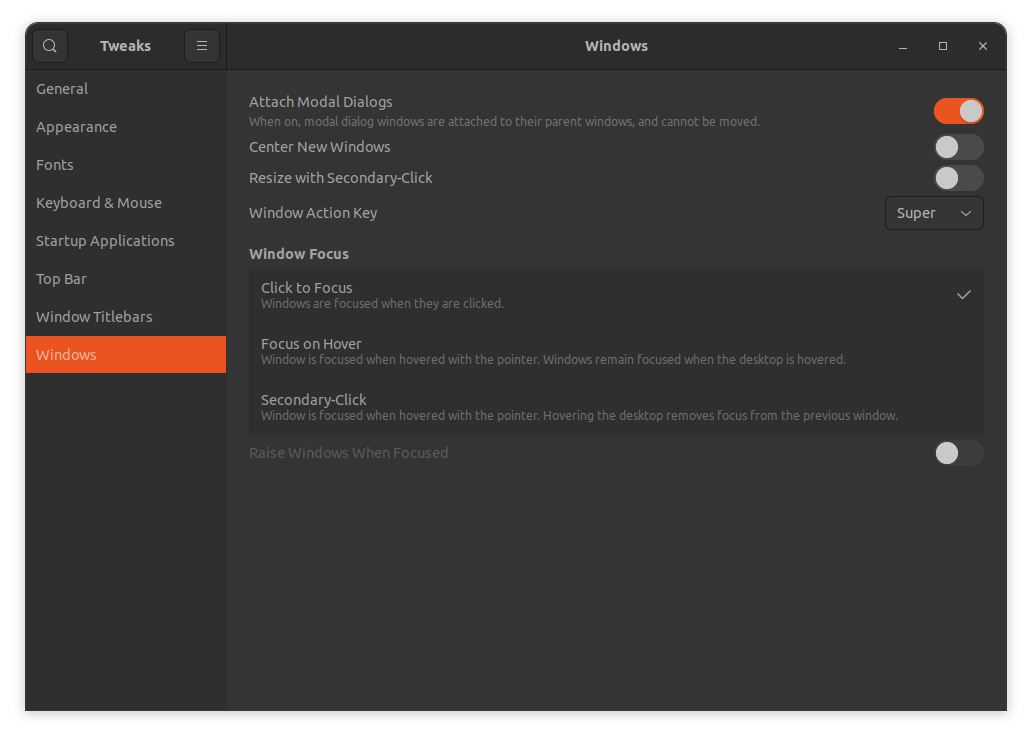 Tweaks
Windows
General
Appearance
Fonts
Keyboard & Mouse
Startup Applications
Top Bar
Window Titlebars
Windows
Attach Modal Dialogs
When on, modal dialog windows are attached to their parent windows, and cannot be moved.
Center New Windows
Resize with Secondary-Click
Window Action Key
Super
Window Focus
Click to Focus
Windows are focused when they are clicked.
Focus on Hover
Window is focused when hovered with the pointer. Windows remain focused when the desktop is hovered.
Secondary-Click
Window is focused when hovered with the pointer. Hovering the desktop removes focus from the previous window.
Raise Windows When Focused